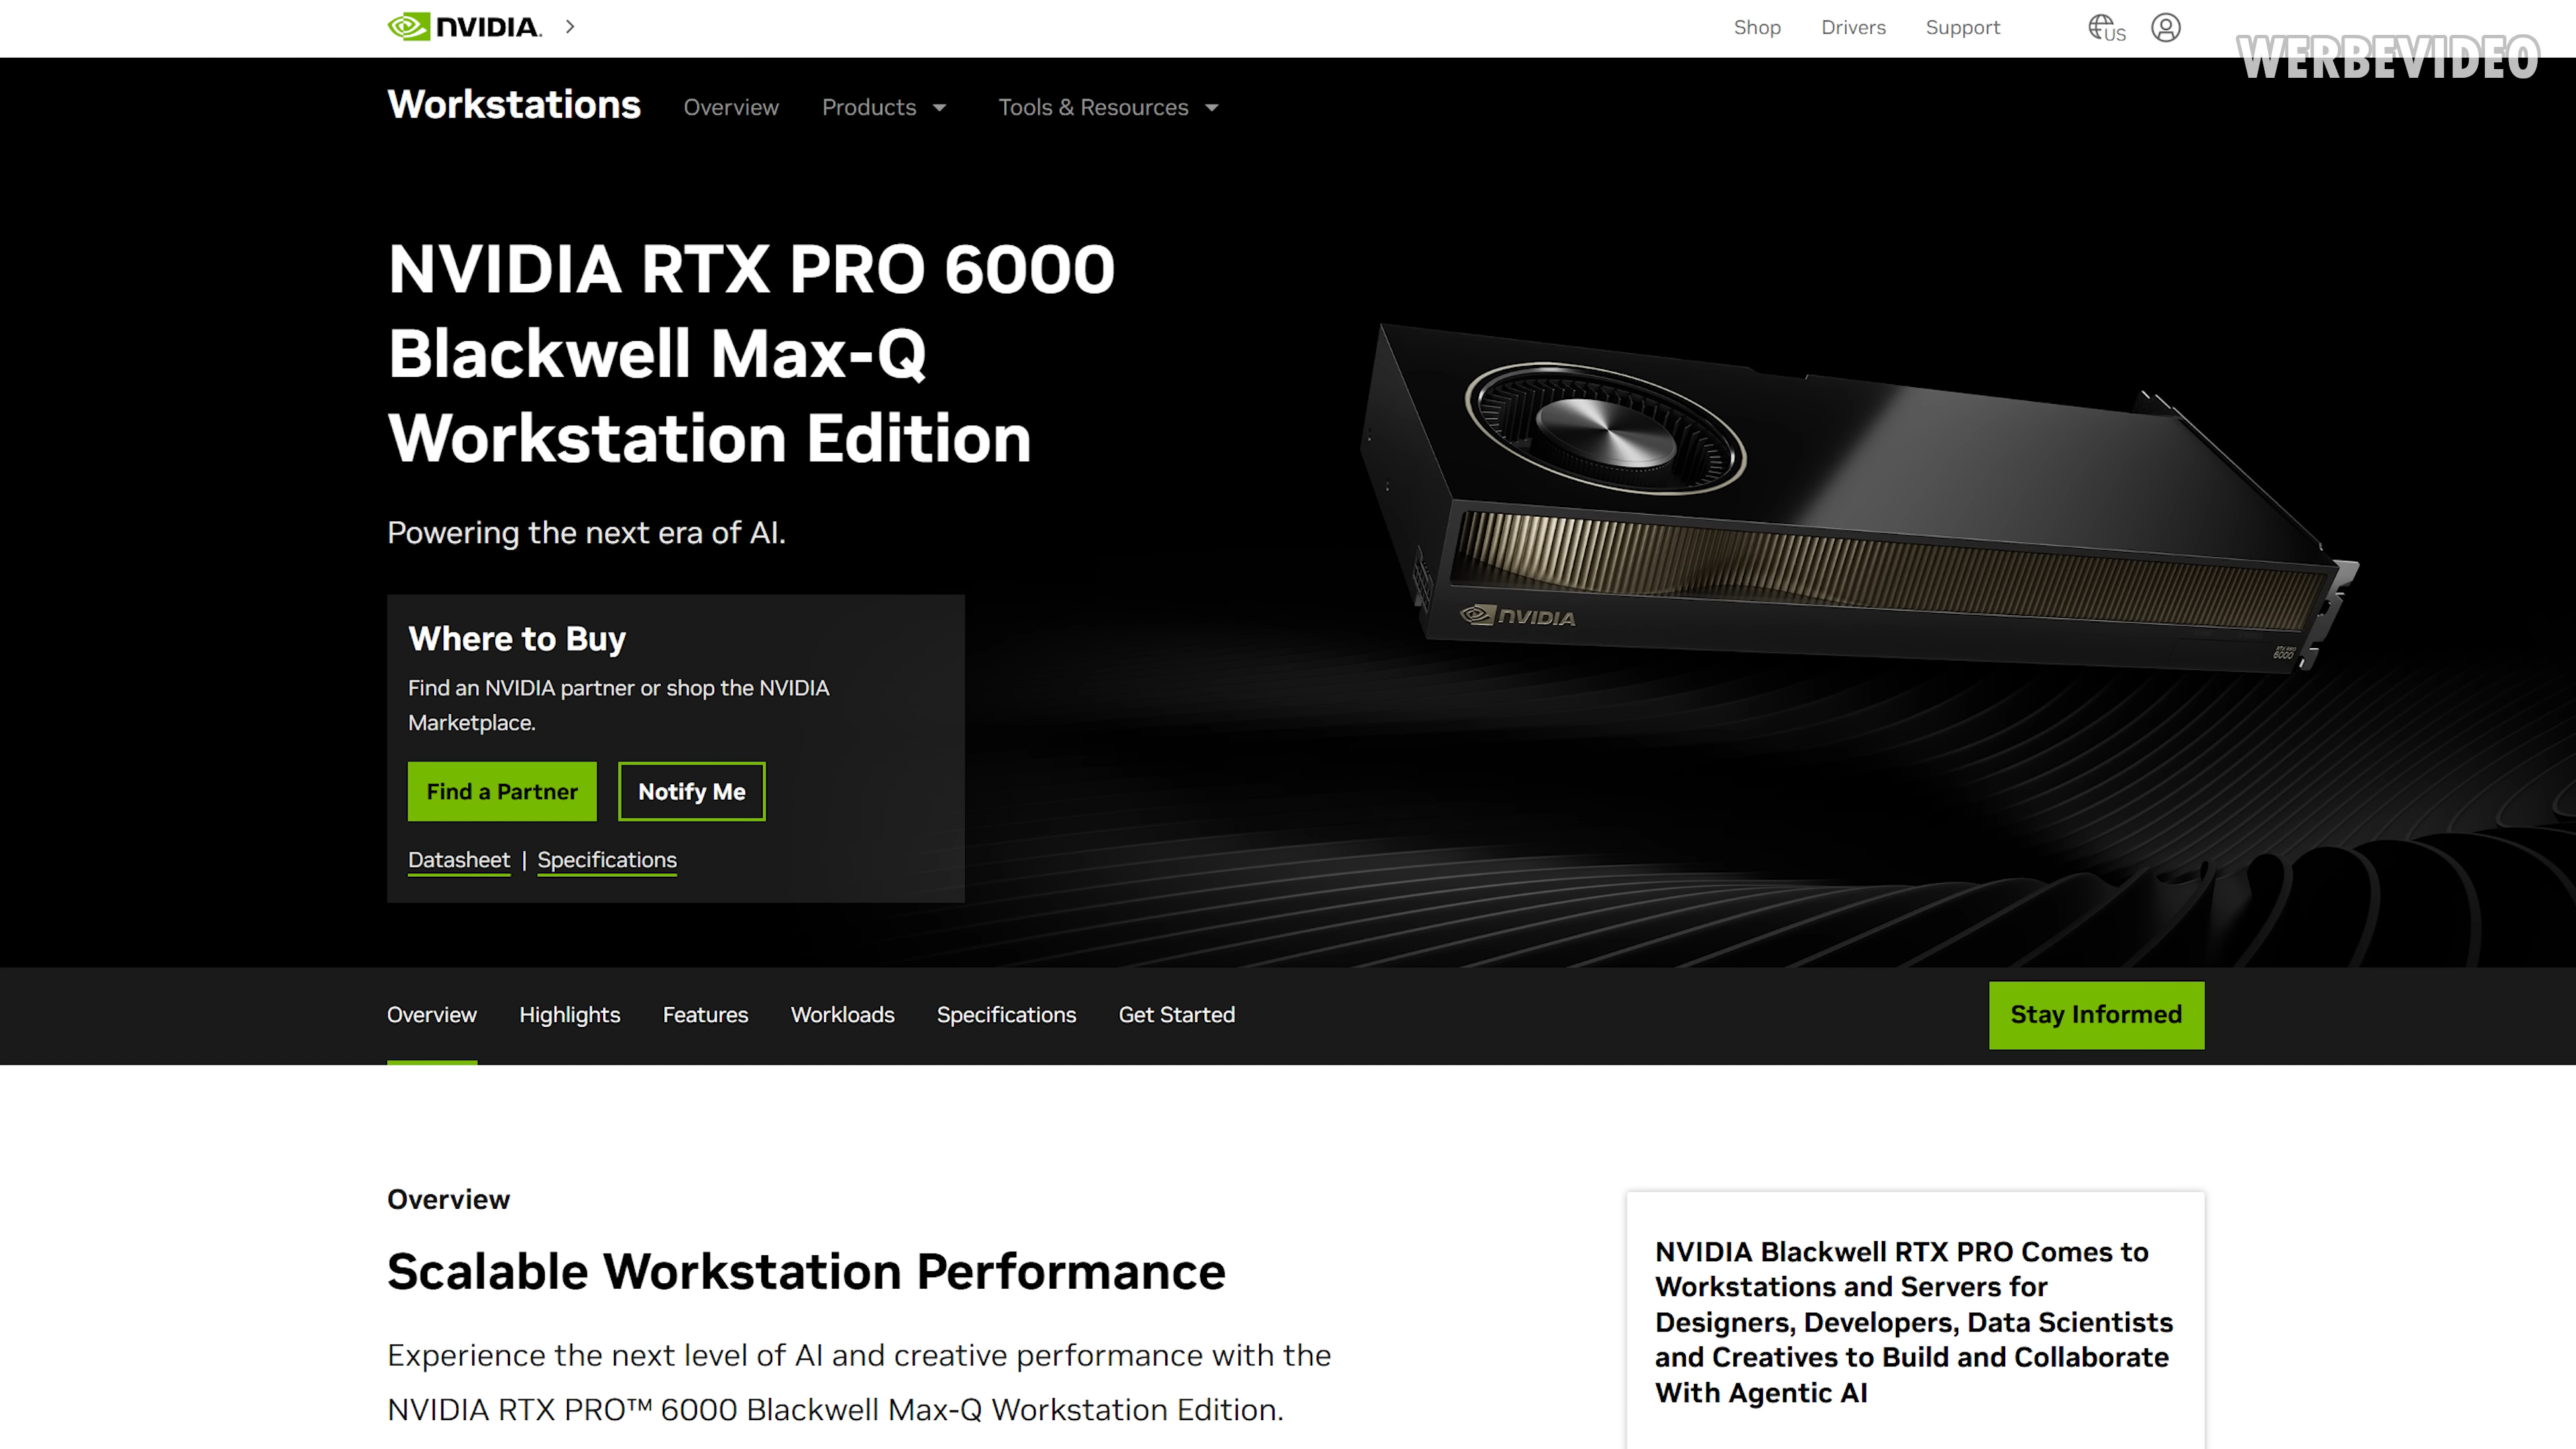 NVIDIA.
Shop Drivers Support US
WERBEVIDEO
Workstations Overview Products Tools & Resources
NVIDIA RTX PRO 6000
Blackwell Max-Q
Workstation Edition
Powering the next era of AI.
NVIDIA
RTX PRO
6000
Where to Buy
Find an NVIDIA partner or shop the NVIDIA
Marketplace.
Find a Partner Notify Me
Datasheet | Specifications
Overview Highlights Features Workloads Specifications Get Started Stay Informed
Overview
Scalable Workstation Performance
Experience the next level of AI and creative performance with the
NVIDIA RTX PRO™ 6000 Blackwell Max-Q Workstation Edition.
NVIDIA Blackwell RTX PRO Comes to
Workstations and Servers for
Designers, Developers, Data Scientists
and Creatives to Build and Collaborate
With Agentic AI